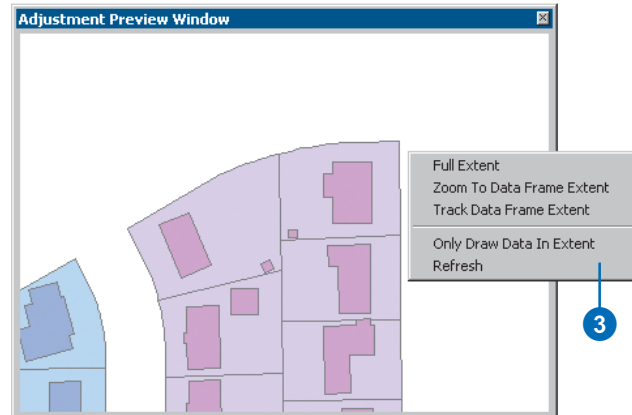 Adjustment Preview Window
Full Extent
Zoom To Data Frame Extent
Track Data Frame Extent
Only Draw Data In Extent
Refresh
3